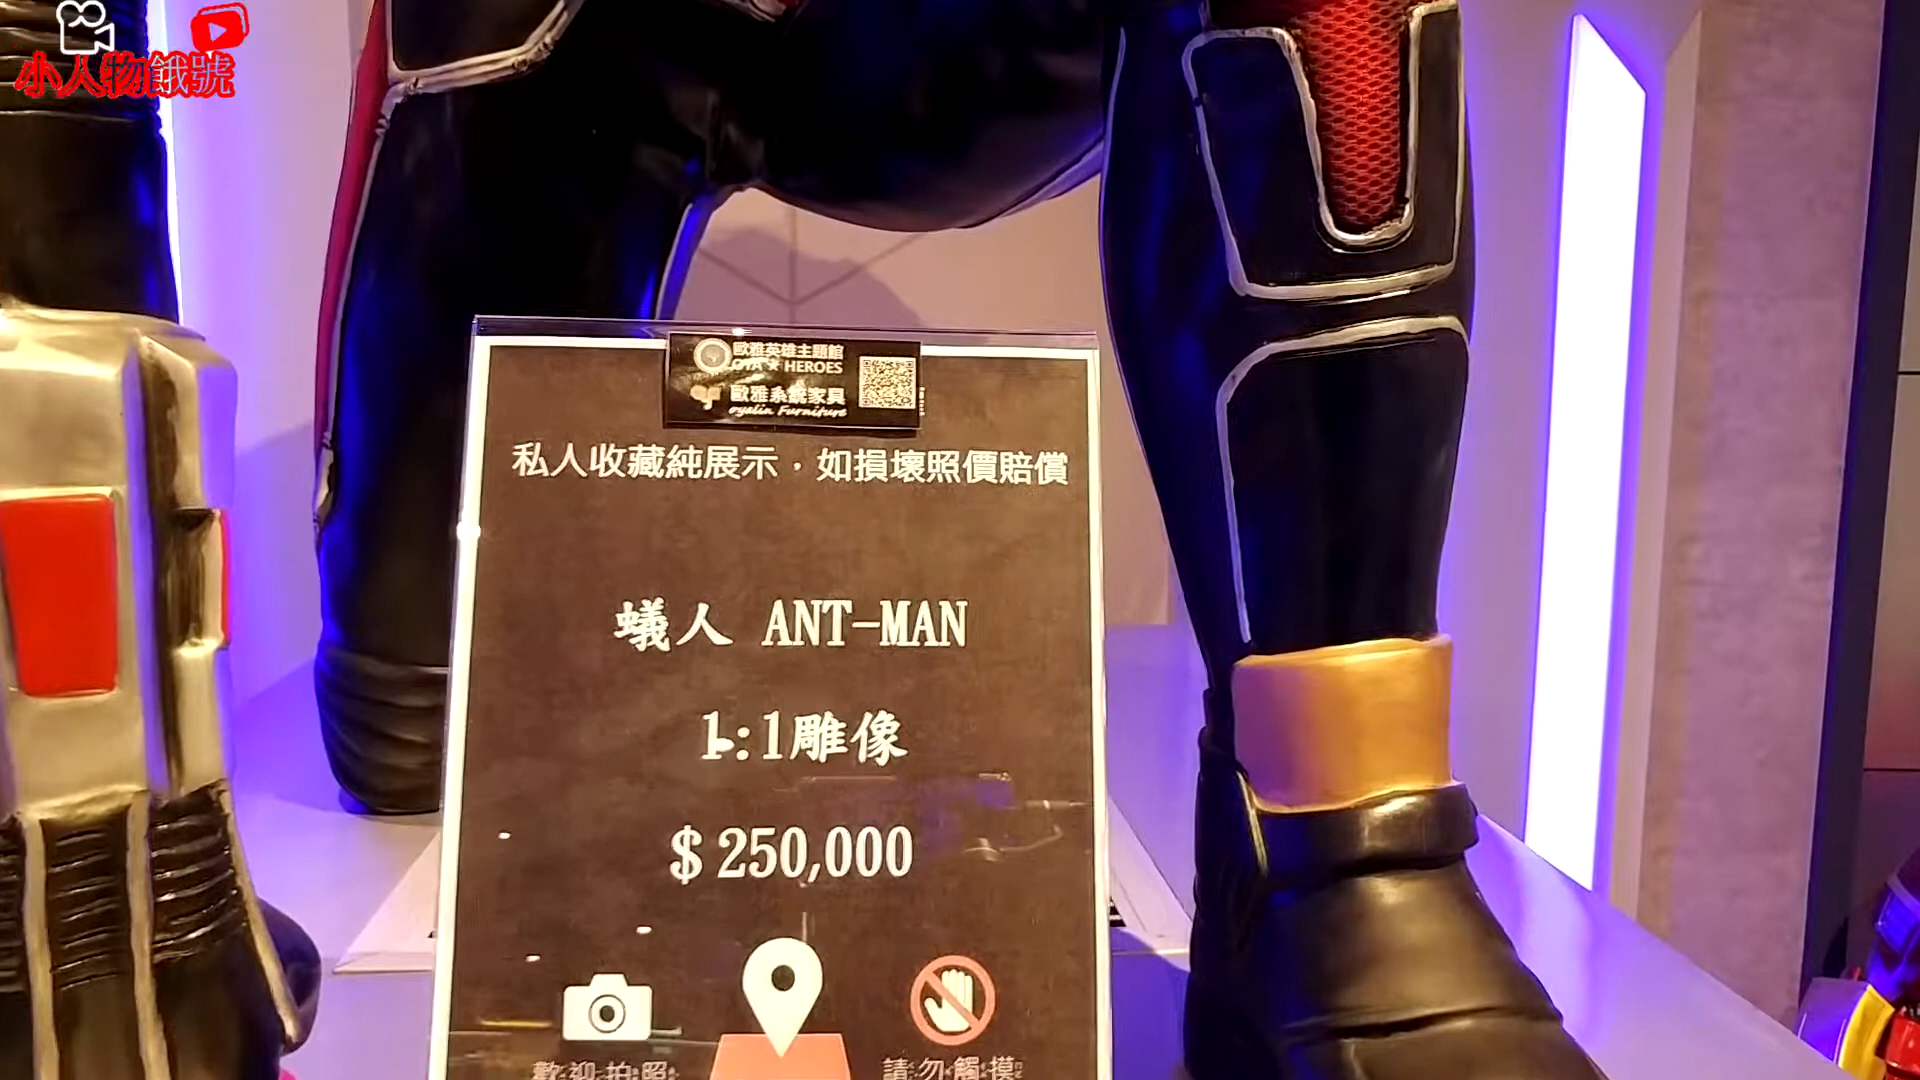 小人物餓號
歐雅英雄主題館
OYA ★ HEROES
歐雅系統家具
oyalin Furniture
私人收藏純展示，如損壞照價賠償
蟻人 ANT-MAN
1:1雕像
$250,000
歡迎拍照
請勿觸摸